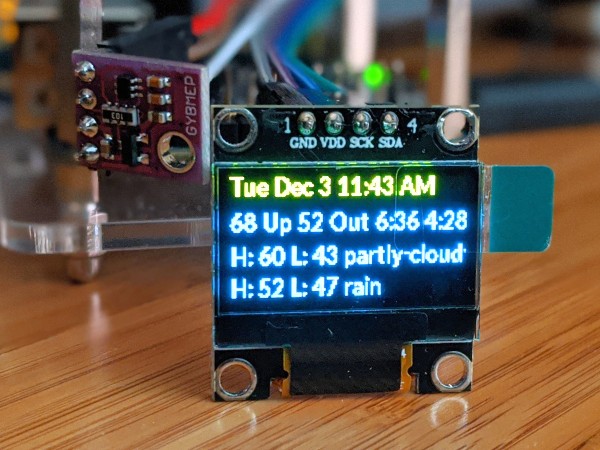 GYBMEP
103
1 4
GND VDD SCK SDA
Tue Dec 3 11:43 AM
68 Up 52 Out 6:36 4:28
H: 60 L: 43 partly-cloud
H: 52 L: 47 rain